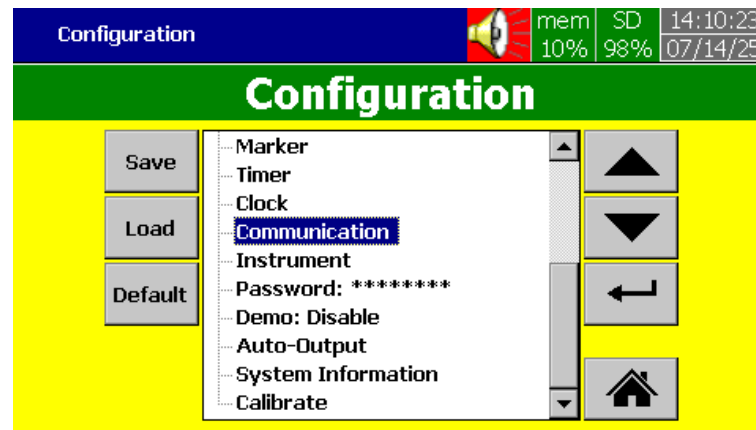 Configuration
mem SD 14:10:23
10% 98% 07/14/25
Configuration
Save
Load
Default
Marker
Timer
Clock
Communication
Instrument
Password: ********
Demo: Disable
Auto-Output
System Information
Calibrate